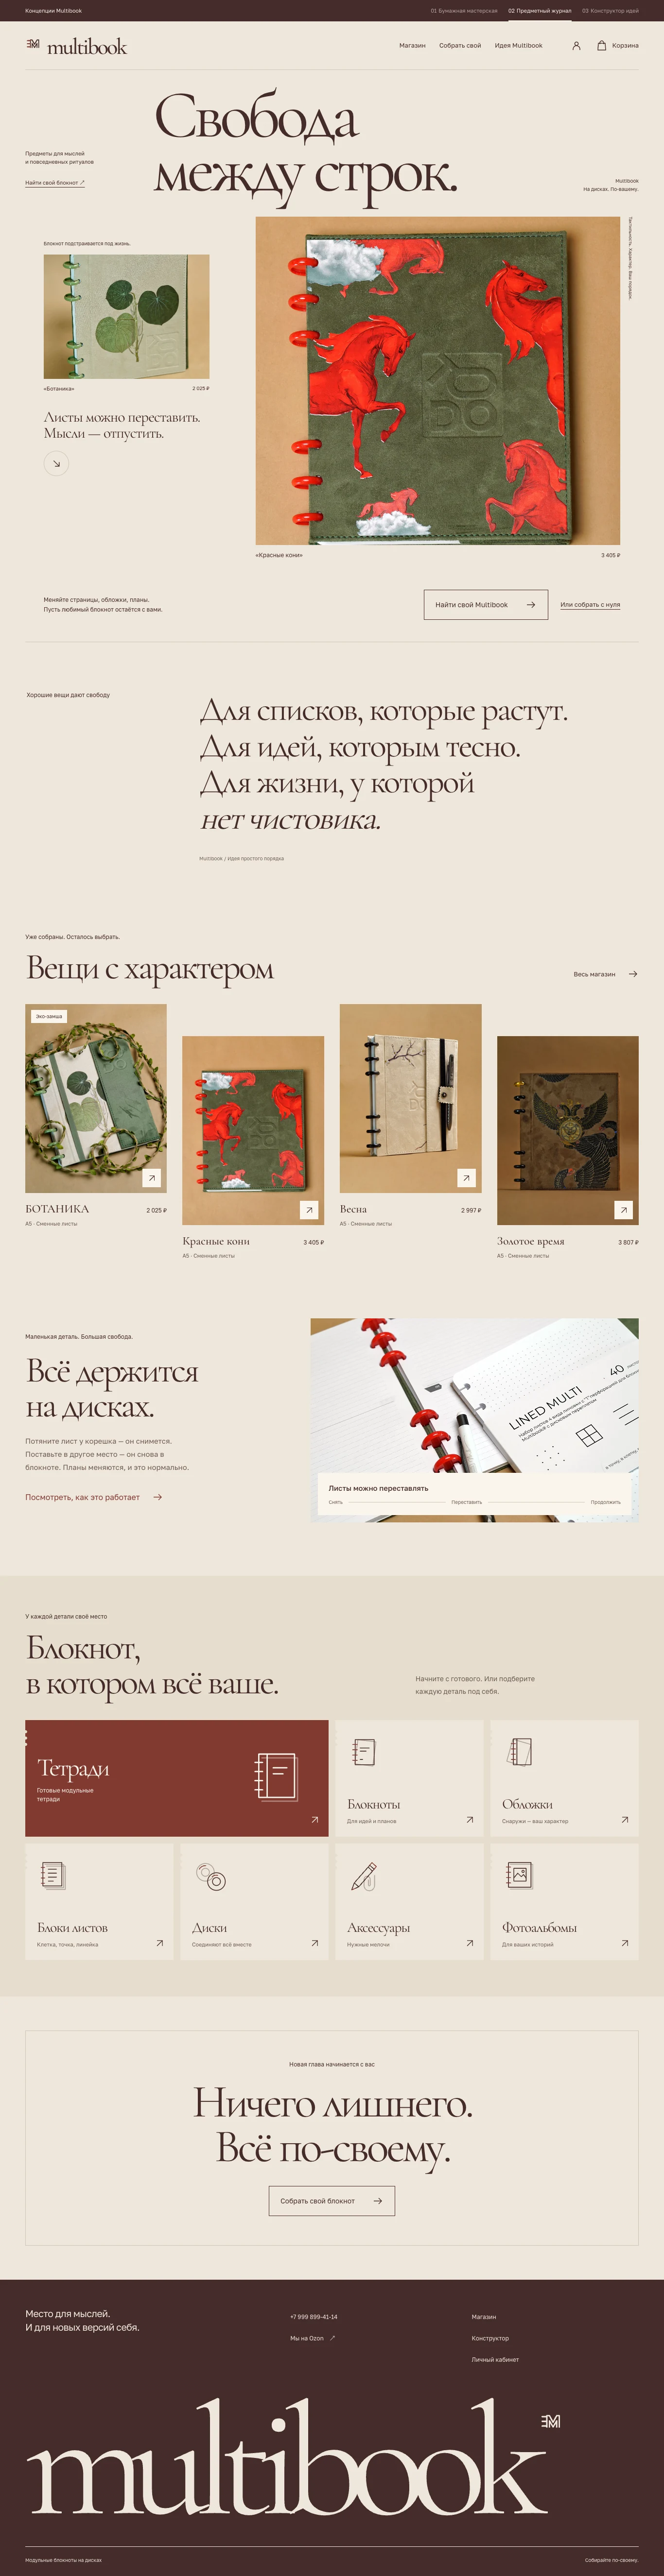 Концепции Multibook
01 Бумажная мастерская
02 Предметный журнал
03 Конструктор идей
multibook
Магазин
Собрать свой
Идея Multibook
Корзина
Свобода
между строк.
Предметы для мыслей
и повседневных ритуалов
Найти свой блокнот ↗
Multibook
На дисках. По-вашему.
Тактильность. Характер. Ваш порядок.
Блокнот подстраивается под жизнь.
«Ботаника»
2 025 ₽
Листы можно переставить.
Мысли — отпустить.
YO
DO
«Красные кони»
3 405 ₽
Меняйте страницы, обложки, планы.
Пусть любимый блокнот остаётся с вами.
Найти свой Multibook
Или собрать с нуля
Хорошие вещи дают свободу
Для списков, которые растут.
Для идей, которым тесно.
Для жизни, у которой
нет чистовика.
Multibook / Идея простого порядка
Уже собраны. Осталось выбрать.
Вещи с характером
Весь магазин
Эко-замша
БОТАНИКА
2 025 ₽
A5 · Сменные листы
Красные кони
3 405 ₽
A5 · Сменные листы
Весна
2 997 ₽
A5 · Сменные листы
Золотое время
3 807 ₽
A5 · Сменные листы
Маленькая деталь. Большая свобода.
Всё держится
на дисках.
Потяните лист у корешка — он снимется.
Поставьте в другое место — он снова в
блокноте. Планы меняются, и это нормально.
Посмотреть, как это работает
LINED MULTI
40
Листы можно переставлять
Снять
Переставить
Продолжить
У каждой детали своё место
Блокнот,
в котором всё ваше.
Начните с готового. Или подберите
каждую деталь под себя.
Тетради
Готовые модульные
тетради
Блокноты
Для идей и планов
Обложки
Снаружи — ваш характер
Блоки листов
Клетка, точка, линейка
Диски
Соединяют всё вместе
Аксессуары
Нужные мелочи
Фотоальбомы
Для ваших историй
Новая глава начинается с вас
Ничего лишнего.
Всё по-своему.
Собрать свой блокнот
Место для мыслей.
И для новых версий себя.
+7 999 899-41-14
Мы на Ozon ↗
Магазин
Конструктор
Личный кабинет
multibook
Модульные блокноты на дисках
Собирайте по-своему.